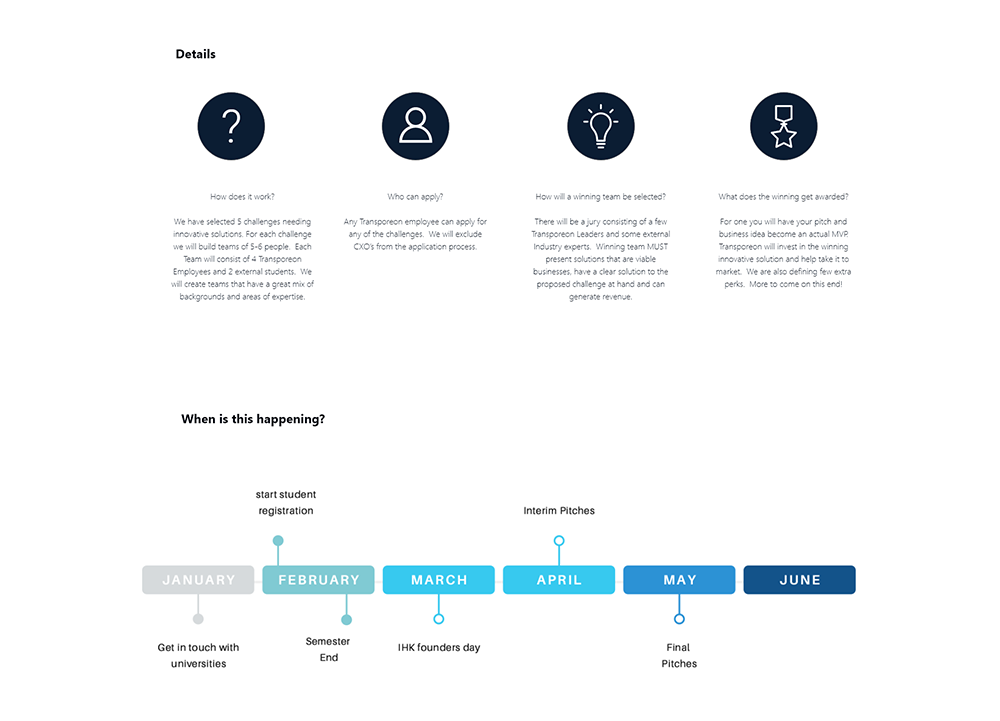 Details
How does it work?
We have selected 5 challenges needing
innovative solutions. For each challenge
we will build teams of 5-6 people. Each
Team will consist of 4 Transporeon
Employees and 2 external students. We
will create teams that have a great mix of
backgrounds and areas of expertise.
Who can apply?
Any Transporeon employee can apply for
any of the challenges. We will exclude
CXO's from the application process.
How will a winning team be selected?
There will be a jury consisting of a few
Transporeon Leaders and some external
Industry experts. Winning team MUST
present solutions that are viable
businesses, have a clear solution to the
proposed challenge at hand and can
generate revenue.
What does the winning get awarded?
For one you will have your pitch and
business idea become an actual MVP.
Transporeon will invest in the winning
innovative solution and help take it to
market. We are also defining few extra
perks. More to come on this end!
When is this happening?
start student
registration
Interim Pitches
JANUARY
FEBRUARY
MARCH
APRIL
MAY
JUNE
Get in touch with
universities
Semester
End
IHK founders day
Final
Pitches